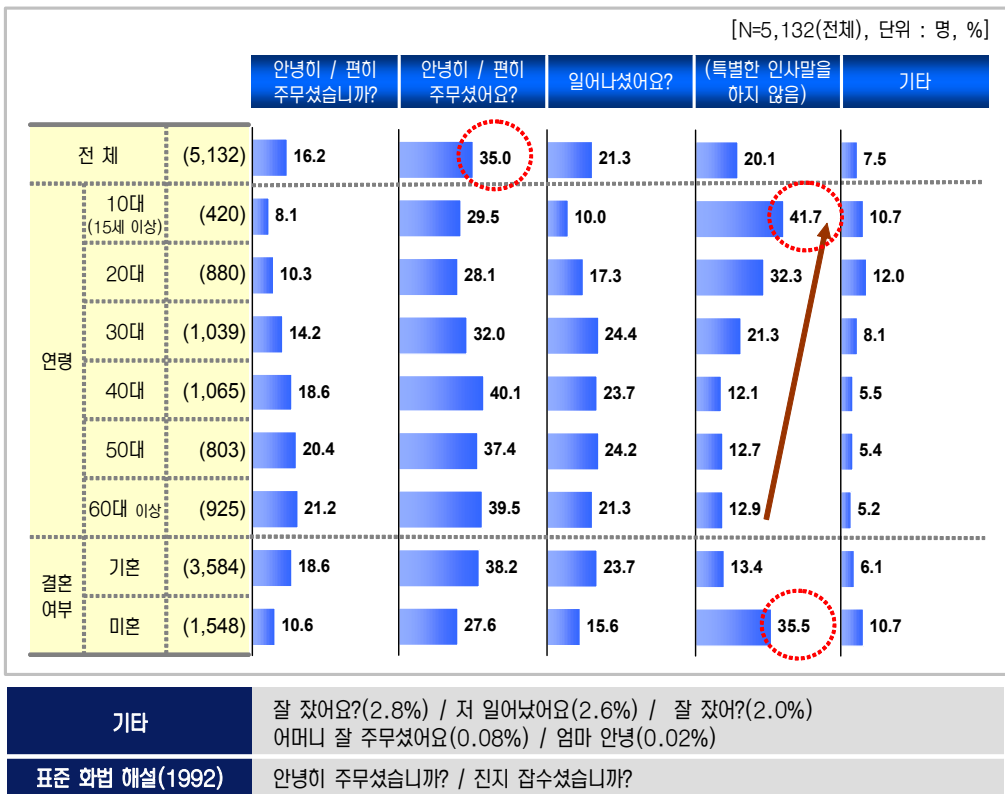 [N=5,132(전체), 단위 : 명, %]
안녕히 / 편히 주무셨습니까?
안녕히 / 편히 주무셨어요?
일어나셨어요?
(특별한 인사말을 하지 않음)
기타
전 체 (5,132) 16.2 35.0 21.3 20.1 7.5
연령
10대 (15세 이상) (420) 8.1 29.5 10.0 41.7 10.7
20대 (880) 10.3 28.1 17.3 32.3 12.0
30대 (1,039) 14.2 32.0 24.4 21.3 8.1
40대 (1,065) 18.6 40.1 23.7 12.1 5.5
50대 (803) 20.4 37.4 24.2 12.7 5.4
60대 이상 (925) 21.2 39.5 21.3 12.9 5.2
결혼 여부
기혼 (3,584) 18.6 38.2 23.7 13.4 6.1
미혼 (1,548) 10.6 27.6 15.6 35.5 10.7
기타
잘 잤어요?(2.8%) / 저 일어났어요(2.6%) / 잘 잤어?(2.0%)
어머니 잘 주무셨어요(0.08%) / 엄마 안녕(0.02%)
표준 화법 해설(1992)
안녕히 주무셨습니까? / 진지 잡수셨습니까?